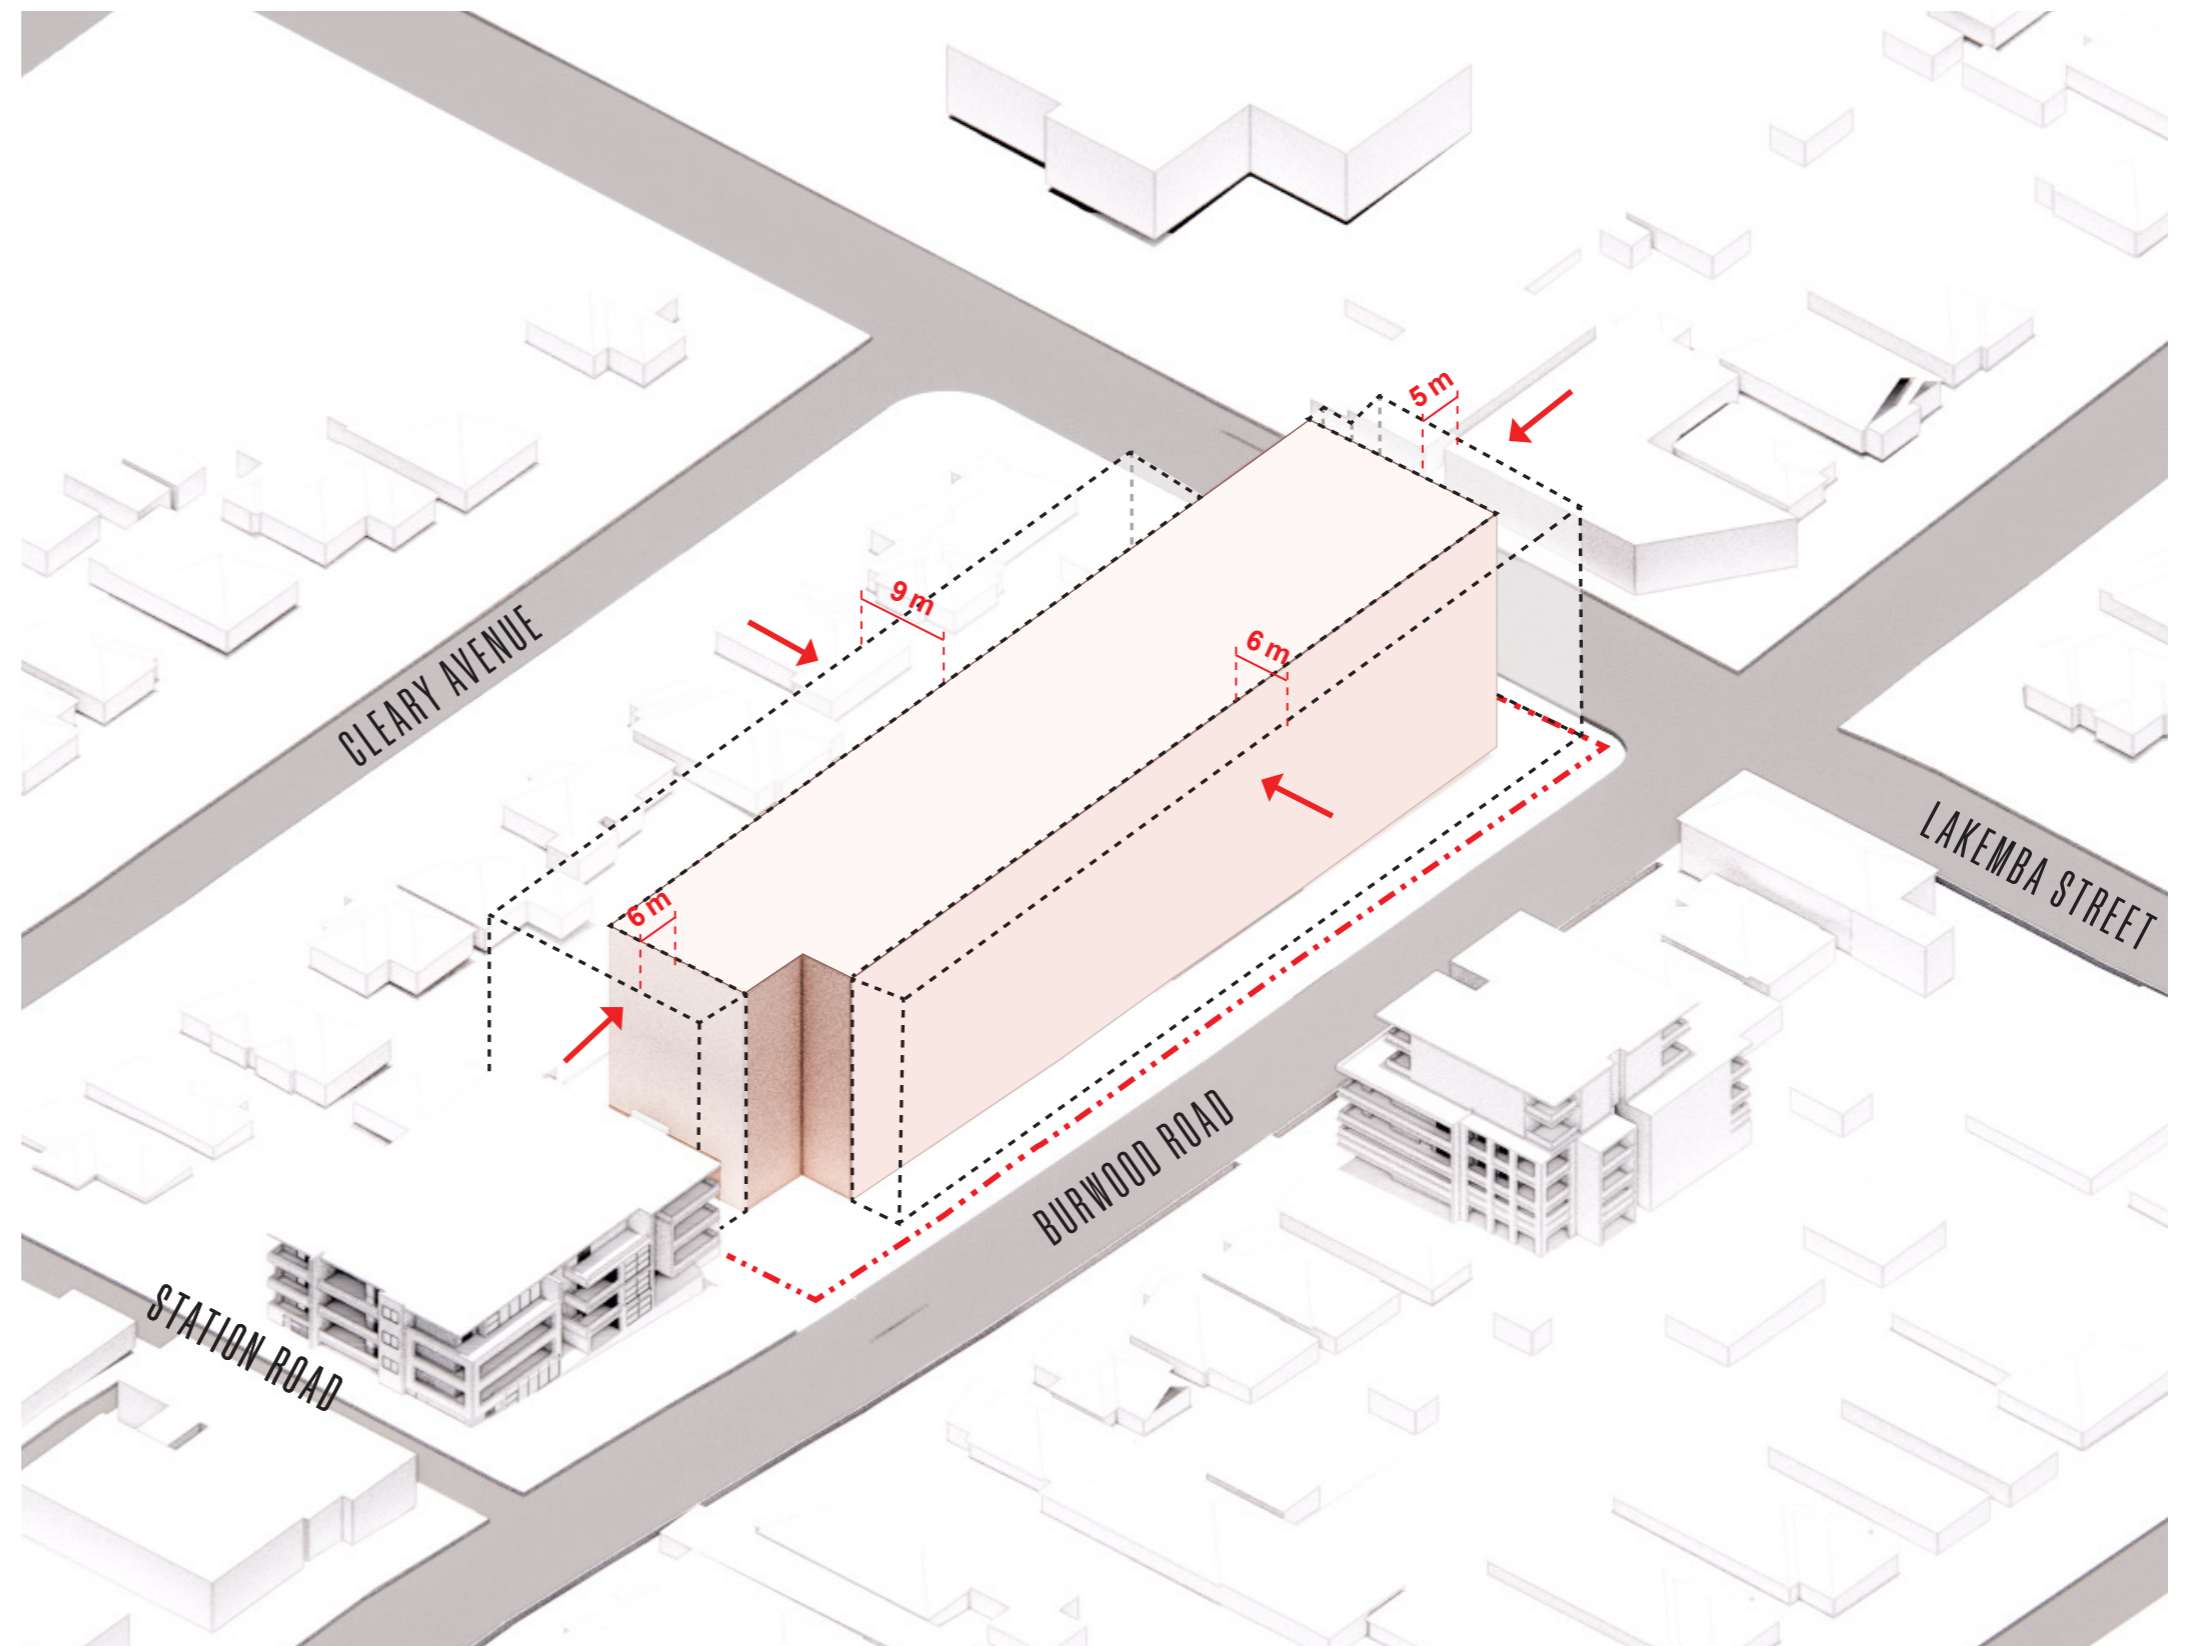 5 m
9 m
6 m
CLEARY AVENUE
LAKEMBA STREET
6 m
BURWOOD ROAD
STATION ROAD